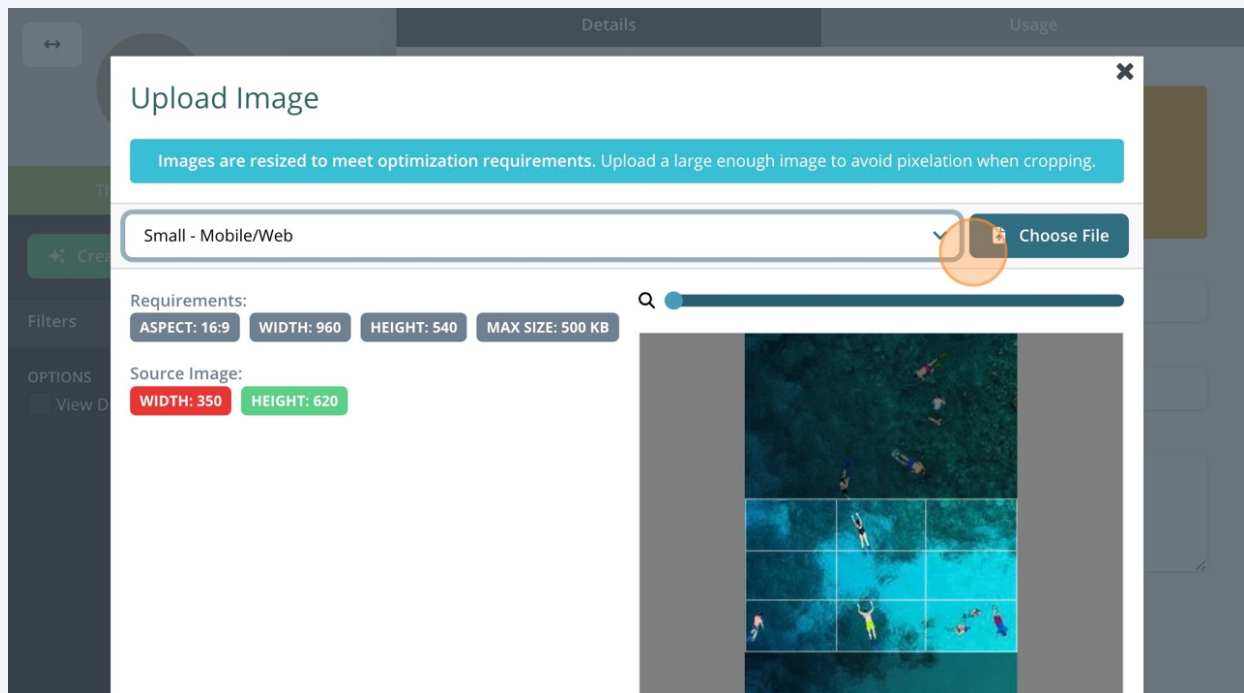 Details
Usage
Upload Image
Images are resized to meet optimization requirements. Upload a large enough image to avoid pixelation when cropping.
Small - Mobile/Web
Choose File
Requirements:
ASPECT: 16:9
WIDTH: 960
HEIGHT: 540
MAX SIZE: 500 KB
Source Image:
WIDTH: 350
HEIGHT: 620
Filters
OPTIONS
View